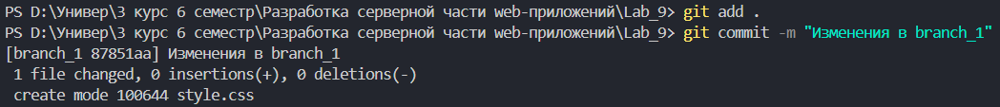 PS D:\Универ\3 курс 6 семестр\Разработка серверной части web-приложений\Lab_9> git add .
PS D:\Универ\3 курс 6 семестр\Разработка серверной части web-приложений\Lab_9> git commit -m "Изменения в branch_1"
[branch_1 87851aa] Изменения в branch_1
 1 file changed, 0 insertions(+), 0 deletions(-)
 create mode 100644 style.css